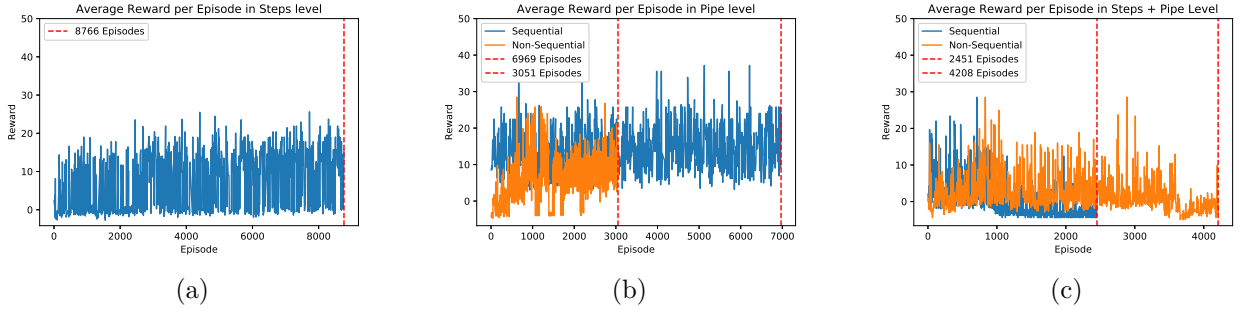 Average Reward per Episode in Steps level
8766 Episodes
50
40
30
20
10
0
Reward
0 2000 4000 6000 8000
Episode
(a)
Average Reward per Episode in Pipe level
Sequential
Non-Sequential
6969 Episodes
3051 Episodes
50
40
30
20
10
0
Reward
0 1000 2000 3000 4000 5000 6000 7000
Episode
(b)
Average Reward per Episode in Steps + Pipe Level
Sequential
Non-Sequential
2451 Episodes
4208 Episodes
50
40
30
20
10
0
Reward
0 1000 2000 3000 4000
Episode
(c)